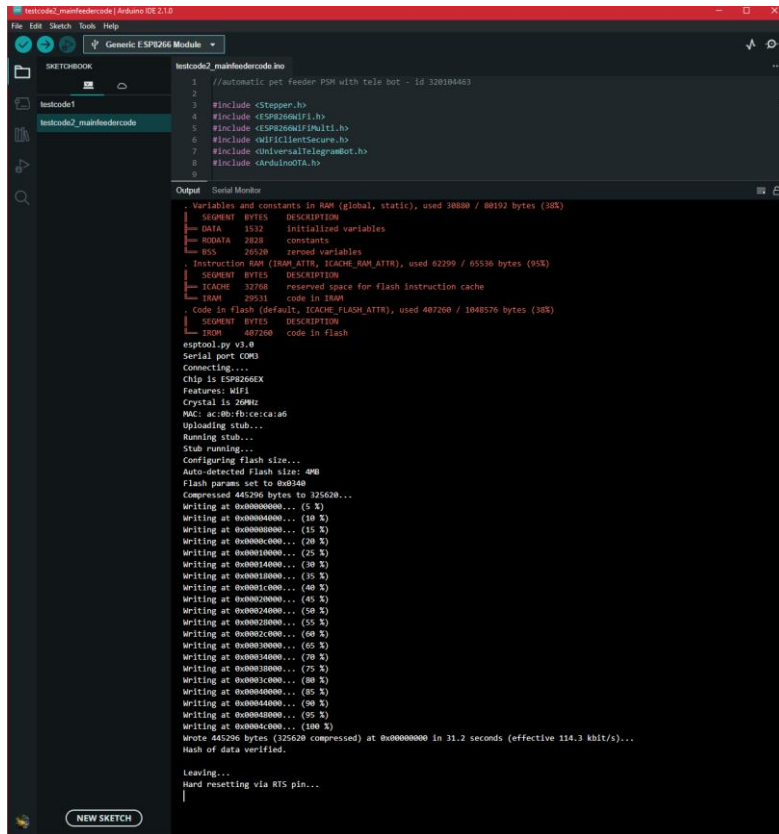 testcode2_mainfeedercode | Arduino IDE 2.1.0
File Edit Sketch Tools Help
Generic ESP8266 Module
SKETCHBOOK
testcode1
testcode2_mainfeedercode
testcode2_mainfeedercode.ino
1 //automatic pet feeder PSM with tele bot - id 320104463
2
3 #include <Stepper.h>
4 #include <ESP8266WiFi.h>
5 #include <ESP8266WiFiMulti.h>
6 #include <WiFiClientSecure.h>
7 #include <UniversalTelegramBot.h>
8 #include <ArduinoOTA.h>
9
Output Serial Monitor
. Variables and constants in RAM (global, static), used 30880 / 80192 bytes (38%)
SEGMENT BYTES DESCRIPTION
DATA 1532 initialized variables
RODATA 2828 constants
BSS 26520 zeroed variables
. Instruction RAM (IRAM_ATTR, ICACHE_RAM_ATTR), used 62299 / 65536 bytes (95%)
SEGMENT BYTES DESCRIPTION
ICACHE 32768 reserved space for flash instruction cache
IRAM 29531 code in IRAM
. Code in flash (default, ICACHE_FLASH_ATTR), used 407260 / 1048576 bytes (38%)
SEGMENT BYTES DESCRIPTION
IROM 407260 code in flash
esptool.py v3.0
Serial port COM3
Connecting....
Chip is ESP8266EX
Features: WiFi
Crystal is 26MHz
MAC: ac:0b:fb:ce:ca:a6
Uploading stub...
Running stub...
Stub running...
Configuring flash size...
Auto-detected Flash size: 4MB
Flash params set to 0x0340
Compressed 445296 bytes to 325620...
Writing at 0x00000000... (5 %)
Writing at 0x00004000... (10 %)
Writing at 0x00008000... (15 %)
Writing at 0x0000c000... (20 %)
Writing at 0x00010000... (25 %)
Writing at 0x00014000... (30 %)
Writing at 0x00018000... (35 %)
Writing at 0x0001c000... (40 %)
Writing at 0x00020000... (45 %)
Writing at 0x00024000... (50 %)
Writing at 0x00028000... (55 %)
Writing at 0x0002c000... (60 %)
Writing at 0x00030000... (65 %)
Writing at 0x00034000... (70 %)
Writing at 0x00038000... (75 %)
Writing at 0x0003c000... (80 %)
Writing at 0x00040000... (85 %)
Writing at 0x00044000... (90 %)
Writing at 0x00048000... (95 %)
Writing at 0x0004c000... (100 %)
Wrote 445296 bytes (325620 compressed) at 0x00000000 in 31.2 seconds (effective 114.3 kbit/s)...
Hash of data verified.
Leaving...
Hard resetting via RTS pin...
NEW SKETCH